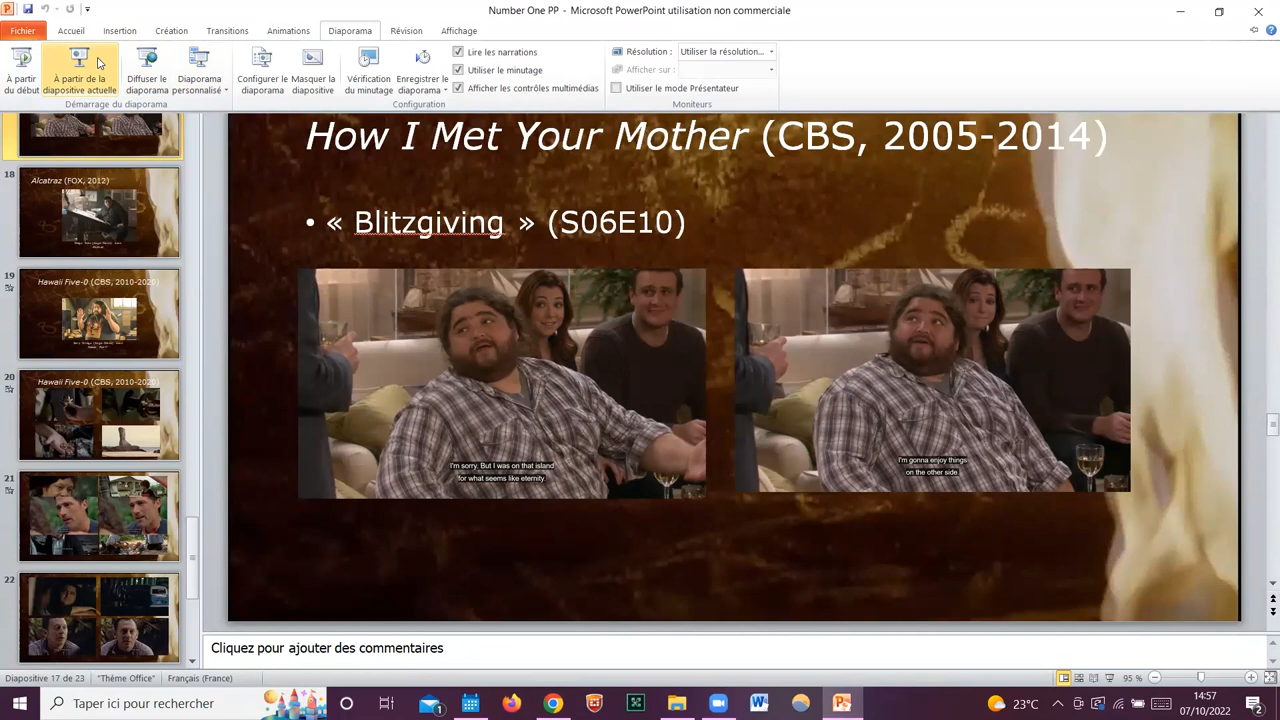 Number One PP - Microsoft PowerPoint utilisation non commerciale
Fichier Accueil Insertion Création Transitions Animations Diaporama Révision Affichage
À partir du début
À partir de la diapositive actuelle
Diffuser le diaporama
Diaporama personnalisé
Configurer le diaporama
Masquer la diapositive
Vérification du minutage
Enregistrer le diaporama
Lire les narrations
Utiliser le minutage
Afficher les contrôles multimédias
Résolution : Utiliser la résolution...
Afficher sur :
Utiliser le mode Présentateur
Démarrage du diaporama Configuration Moniteurs
18
Alcatraz (FOX, 2012)
19
Hawaii Five-0 (CBS, 2010-2020)
20
Hawaii Five-0 (CBS, 2010-2020)
21
22
How I Met Your Mother (CBS, 2005-2014)
• « Blitzgiving » (S06E10)
I'm sorry. But I was on that island
for what seems like eternity.
I'm gonna enjoy things
on the other side.
Cliquez pour ajouter des commentaires
Diapositive 17 de 23 "Thème Office" Français (France) 95 %
Taper ici pour rechercher
1
23°C
14:57
07/10/2022
2